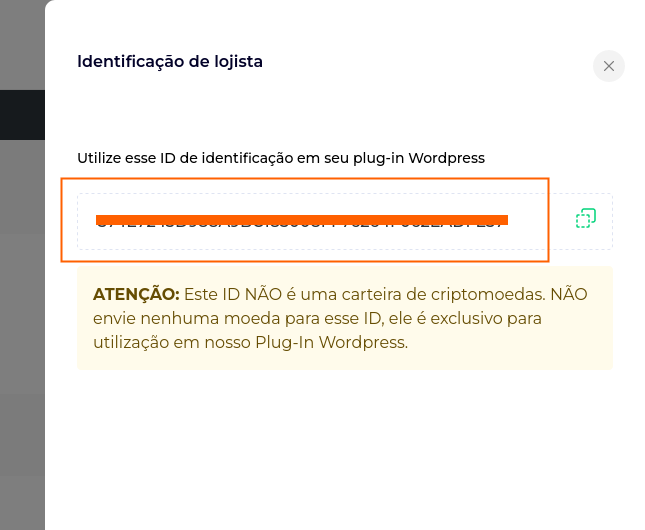 Identificação de lojista
Utilize esse ID de identificação em seu plug-in Wordpress
ATENÇÃO: Este ID NÃO é uma carteira de criptomoedas. NÃO
envie nenhuma moeda para esse ID, ele é exclusivo para
utilização em nosso Plug-In Wordpress.